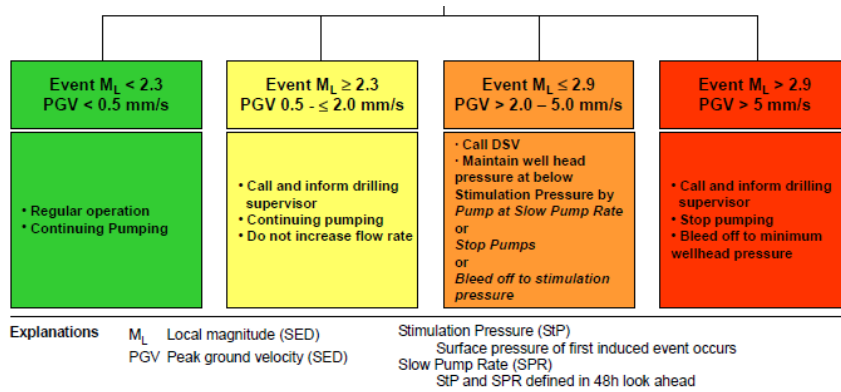 Event ML < 2.3
PGV < 0.5 mm/s
• Regular operation
• Continuing Pumping
Event ML ≥ 2.3
PGV 0.5 - ≤ 2.0 mm/s
• Call and inform drilling
supervisor
• Continuing pumping
• Do not increase flow rate
Event ML ≤ 2.9
PGV > 2.0 – 5.0 mm/s
· Call DSV
· Maintain well head
pressure at below
Stimulation Pressure by
Pump at Slow Pump Rate
or
Stop Pumps
or
Bleed off to stimulation
pressure
Event ML > 2.9
PGV > 5 mm/s
• Call and inform drilling
supervisor
• Stop pumping
• Bleed off to minimum
wellhead pressure
Explanations
ML Local magnitude (SED)
PGV Peak ground velocity (SED)
Stimulation Pressure (StP)
Surface pressure of first induced event occurs
Slow Pump Rate (SPR)
StP and SPR defined in 48h look ahead